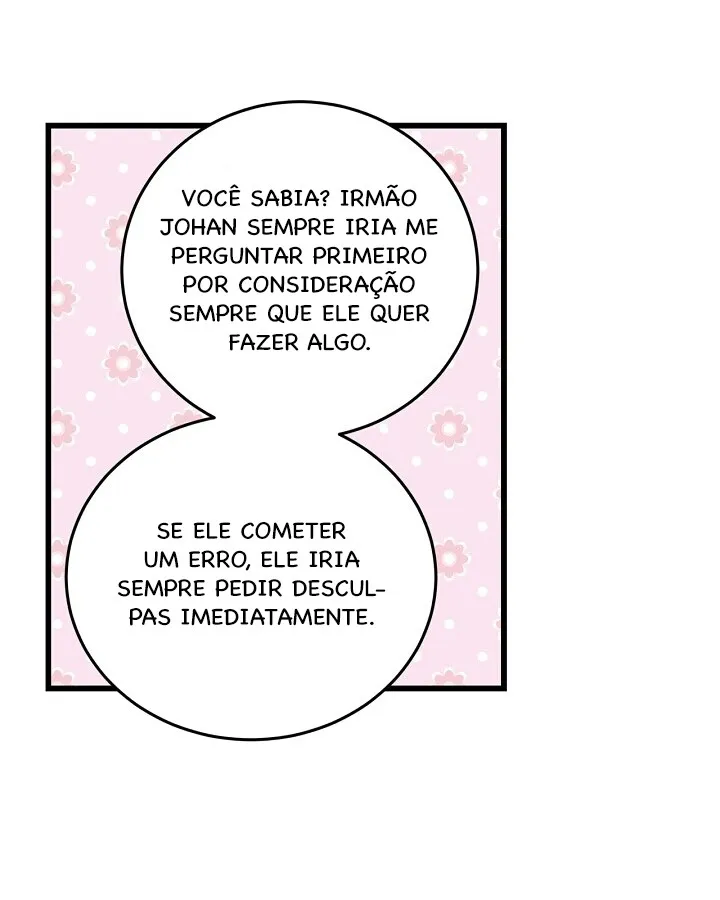 VOCÊ SABIA? IRMÃO
JOHAN SEMPRE IRIA ME
PERGUNTAR PRIMEIRO
POR CONSIDERAÇÃO
SEMPRE QUE ELE QUER
FAZER ALGO.
SE ELE COMETER
UM ERRO, ELE IRIA
SEMPRE PEDIR DESCUL-
PAS IMEDIATAMENTE.